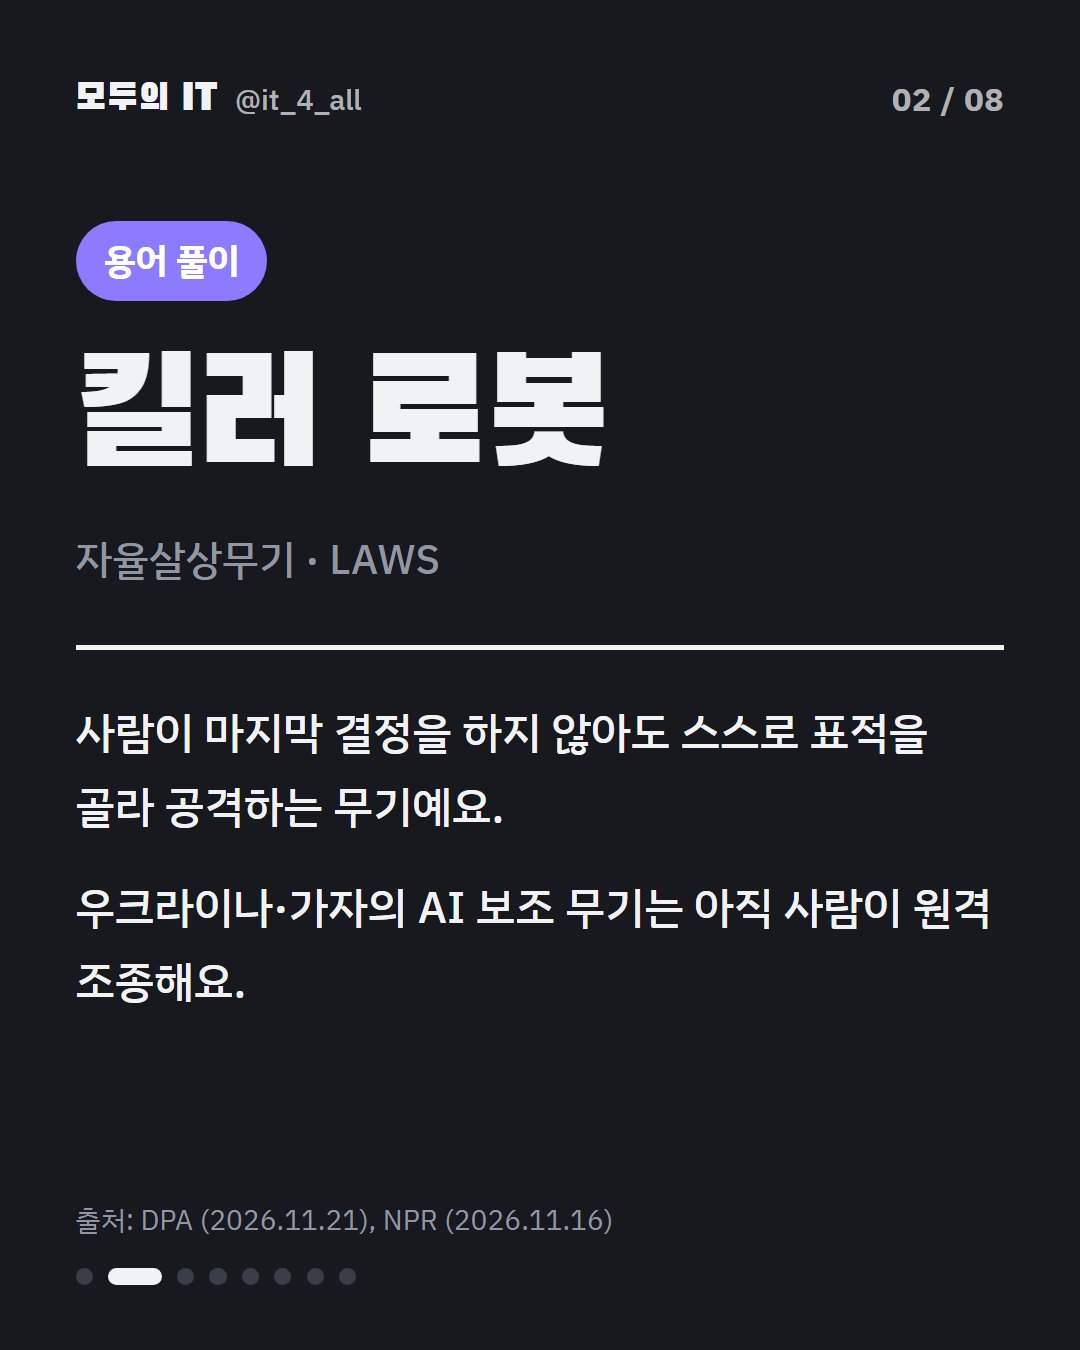 모두의 IT @it_4_all 02 / 08
용어 풀이
킬러 로봇
자율살상무기 · LAWS
사람이 마지막 결정을 하지 않아도 스스로 표적을
골라 공격하는 무기예요.
우크라이나·가자의 AI 보조 무기는 아직 사람이 원격
조종해요.
출처: DPA (2026.11.21), NPR (2026.11.16)